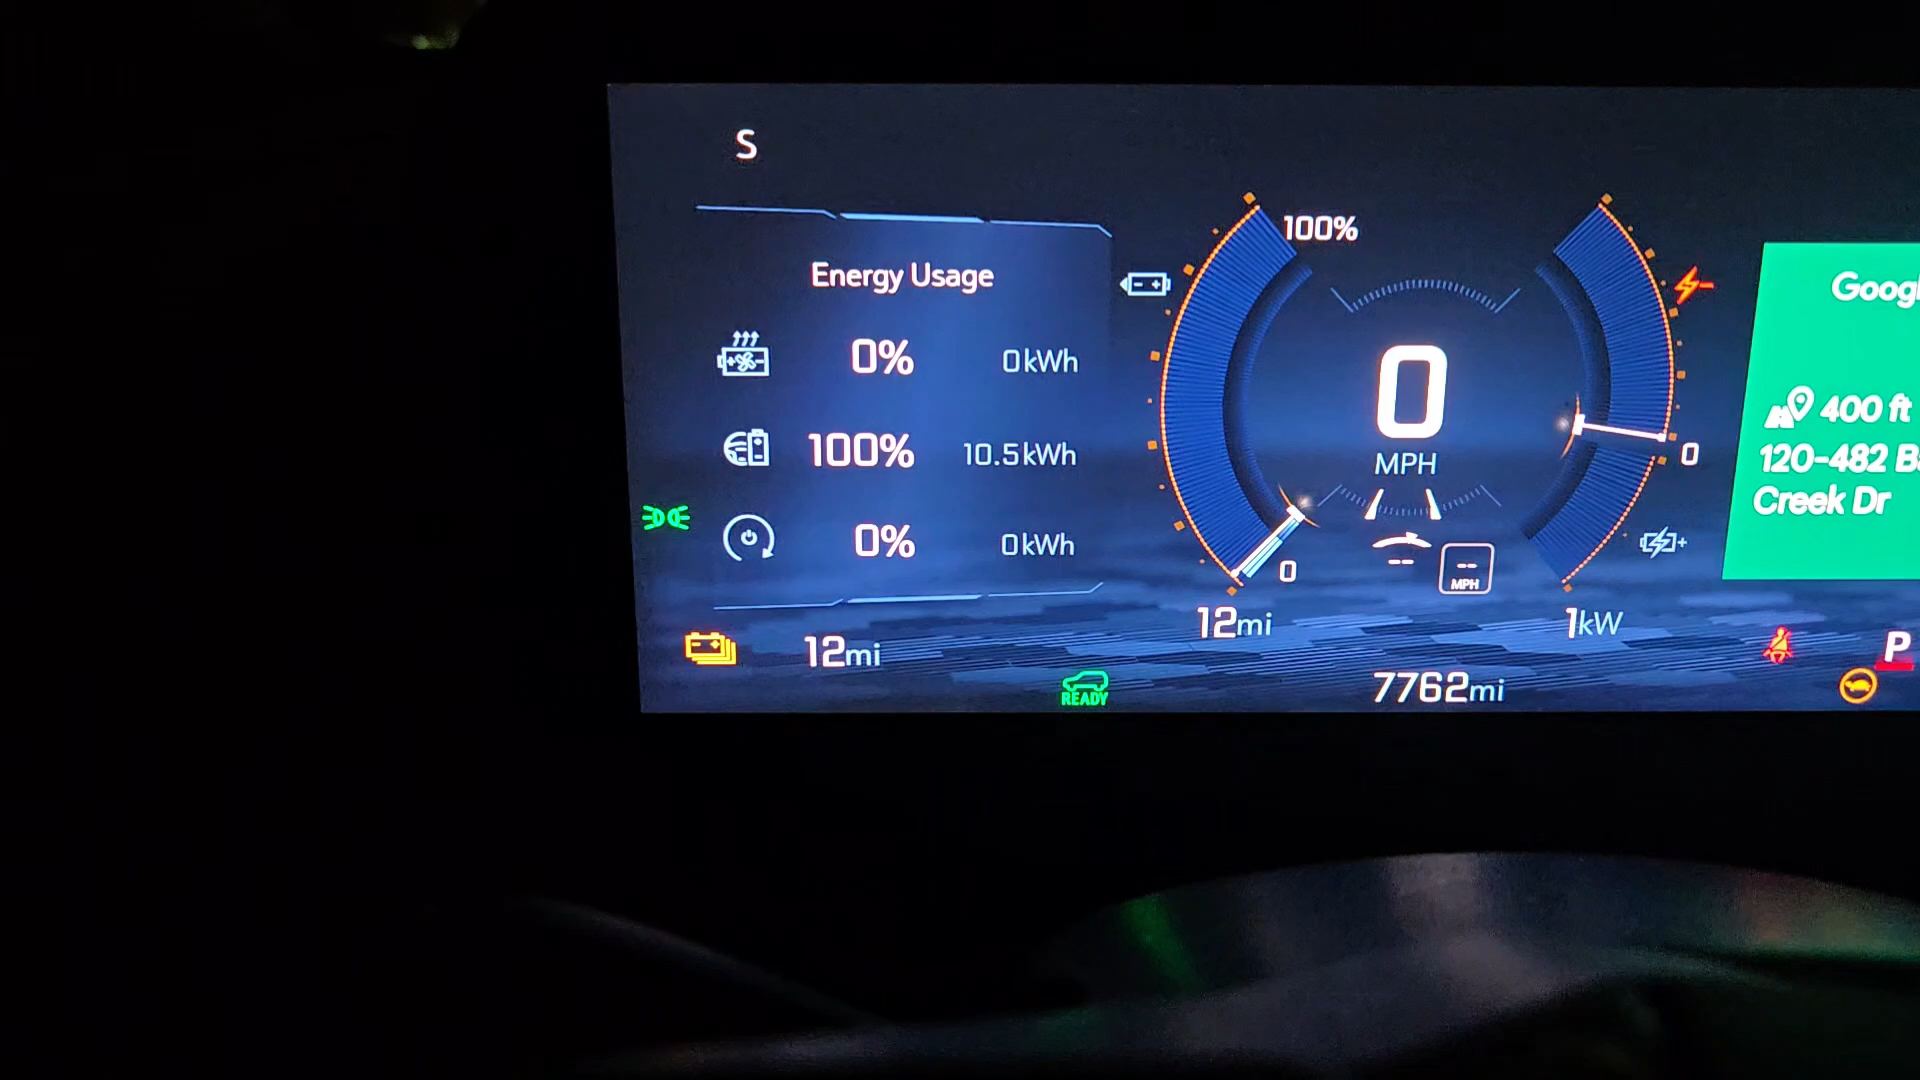 S
Energy Usage
0% 0kWh
100% 10.5kWh
0% 0kWh
12mi
READY
100%
0
MPH
--
--
MPH
0
12mi
0
1kW
7762mi
P
400 ft
120-482
Creek Dr